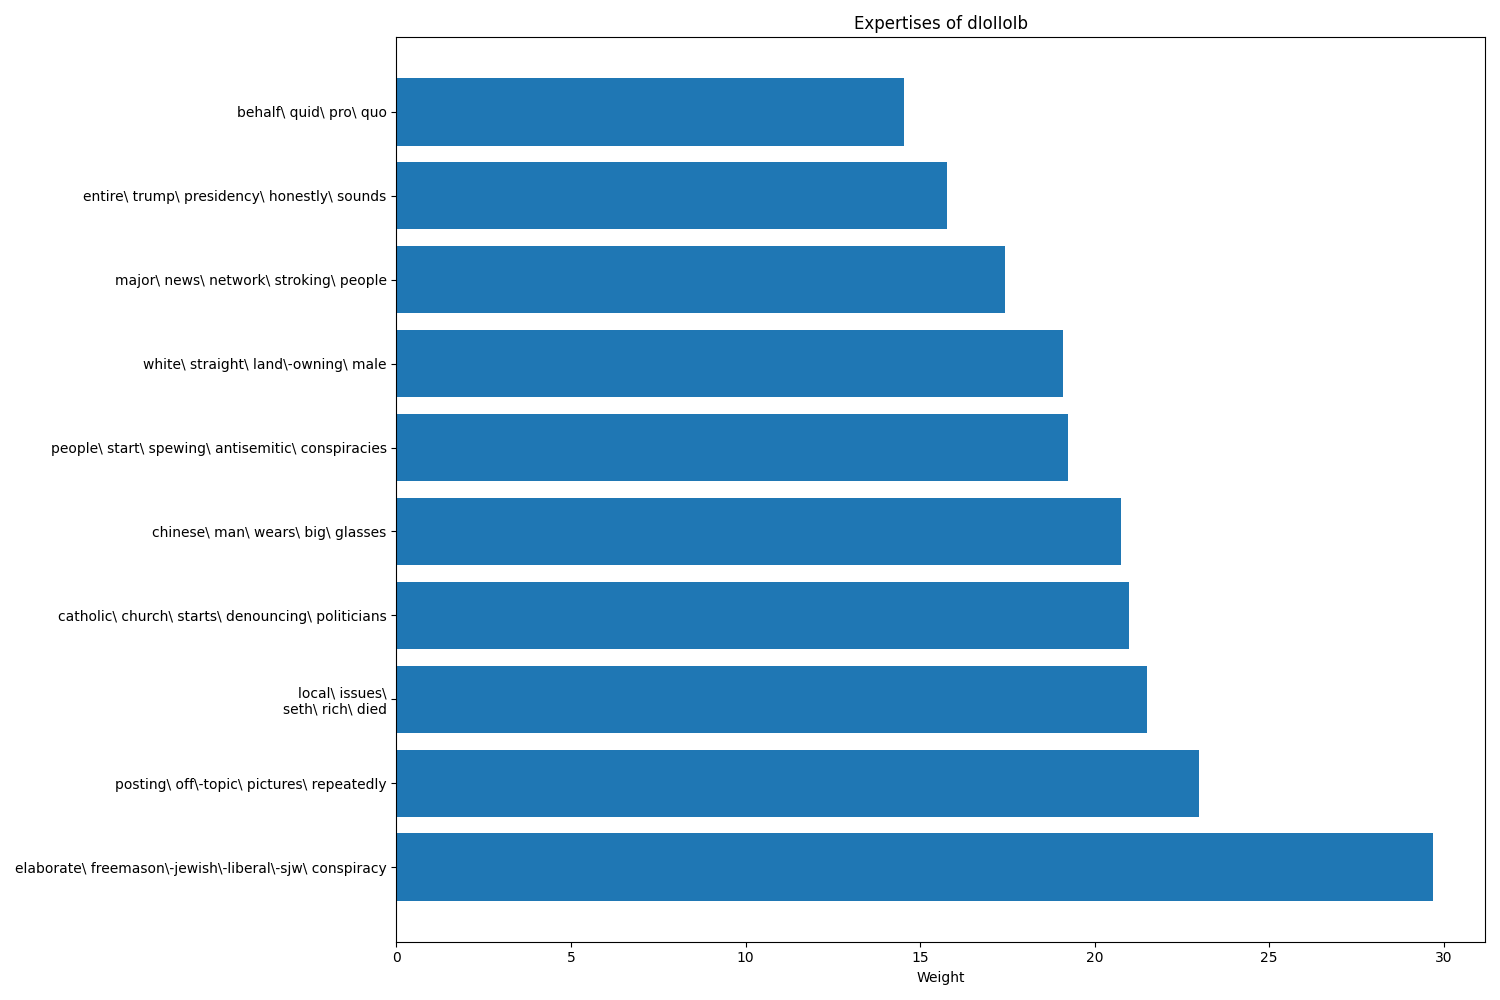 Expertises of dIoIIoIb
behalf\ quid\ pro\ quo
entire\ trump\ presidency\ honestly\ sounds
major\ news\ network\ stroking\ people
white\ straight\ land\-owning\ male
people\ start\ spewing\ antisemitic\ conspiracies
chinese\ man\ wears\ big\ glasses
catholic\ church\ starts\ denouncing\ politicians
local\ issues\
seth\ rich\ died
posting\ off\-topic\ pictures\ repeatedly
elaborate\ freemason\-jewish\-liberal\-sjw\ conspiracy
0 5 10 15 20 25 30
Weight